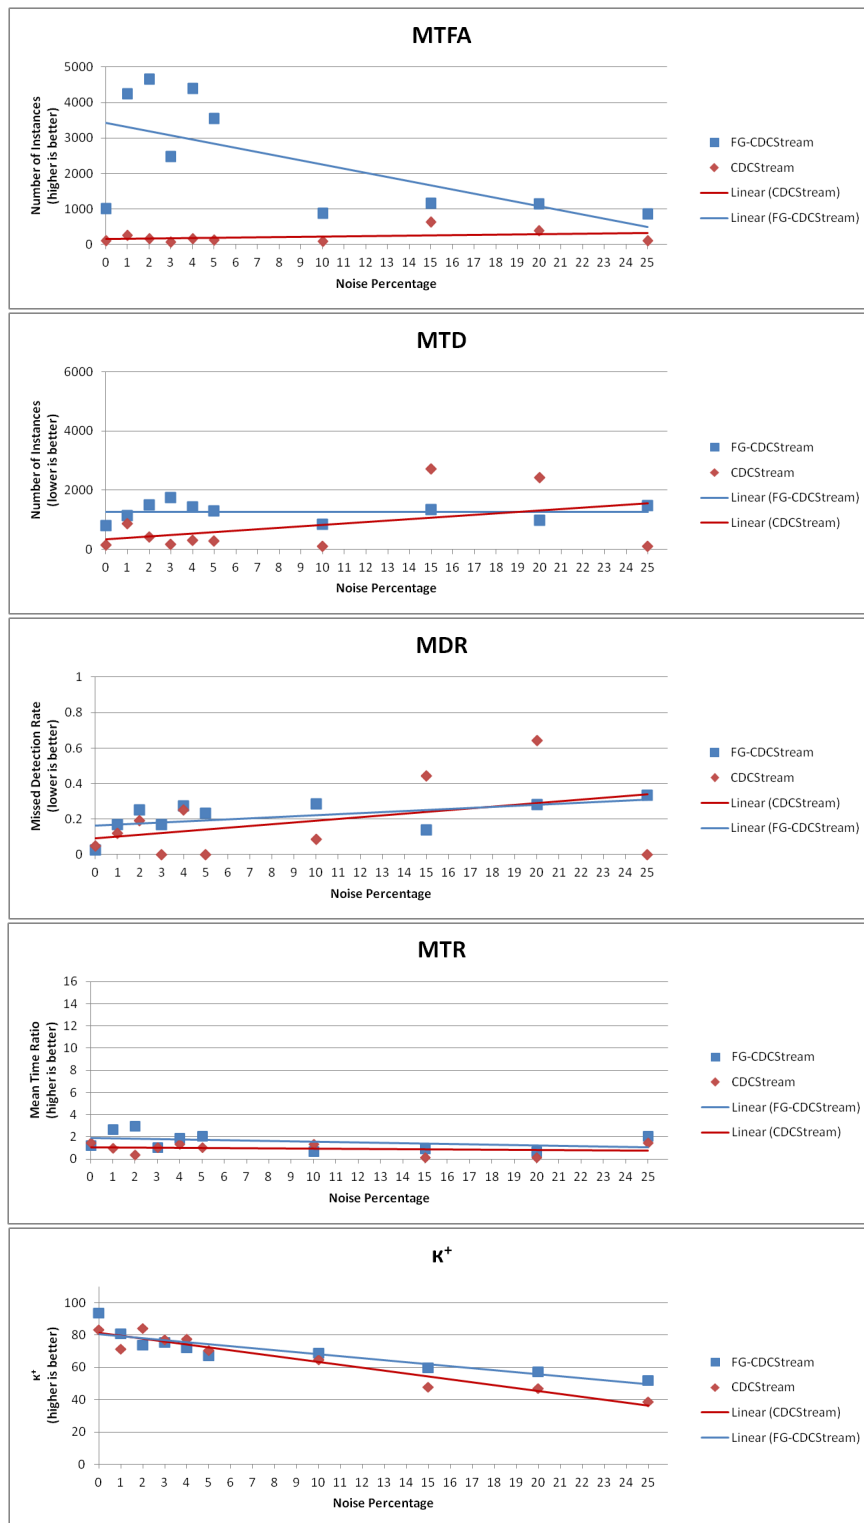 MTFA
5000
4000
3000
2000
1000
0
Number of Instances
(higher is better)
0 1 2 3 4 5 6 7 8 9 10 11 12 13 14 15 16 17 18 19 20 21 22 23 24 25
Noise Percentage
FG-CDCStream
CDCStream
Linear (CDCStream)
Linear (FG-CDCStream)
MTD
6000
4000
2000
0
Number of Instances
(lower is better)
0 1 2 3 4 5 6 7 8 9 10 11 12 13 14 15 16 17 18 19 20 21 22 23 24 25
Noise Percentage
FG-CDCStream
CDCStream
Linear (FG-CDCStream)
Linear (CDCStream)
MDR
1
0.8
0.6
0.4
0.2
0
Missed Detection Rate
(lower is better)
0 1 2 3 4 5 6 7 8 9 10 11 12 13 14 15 16 17 18 19 20 21 22 23 24 25
Noise Percentage
FG-CDCStream
CDCStream
Linear (CDCStream)
Linear (FG-CDCStream)
MTR
16
14
12
10
8
6
4
2
0
Mean Time Ratio
(higher is better)
0 1 2 3 4 5 6 7 8 9 10 11 12 13 14 15 16 17 18 19 20 21 22 23 24 25
Noise Percentage
FG-CDCStream
CDCStream
Linear (FG-CDCStream)
Linear (CDCStream)
κ⁺
100
80
60
40
20
0
κ⁺
(higher is better)
0 1 2 3 4 5 6 7 8 9 10 11 12 13 14 15 16 17 18 19 20 21 22 23 24 25
Noise Percentage
FG-CDCStream
CDCStream
Linear (CDCStream)
Linear (FG-CDCStream)